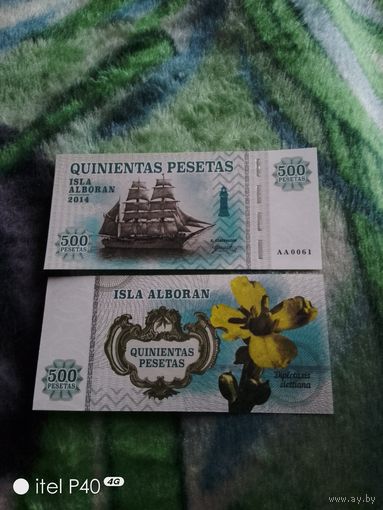 QUINIENTAS PESETAS
ISLA
ALBORAN
2014
500
PESETAS
500
PESETAS
AA0061
ISLA ALBORAN
QUINIENTAS
PESETAS
500
PESETAS
Diplotaxis
itel P40 4G
www.ay.by